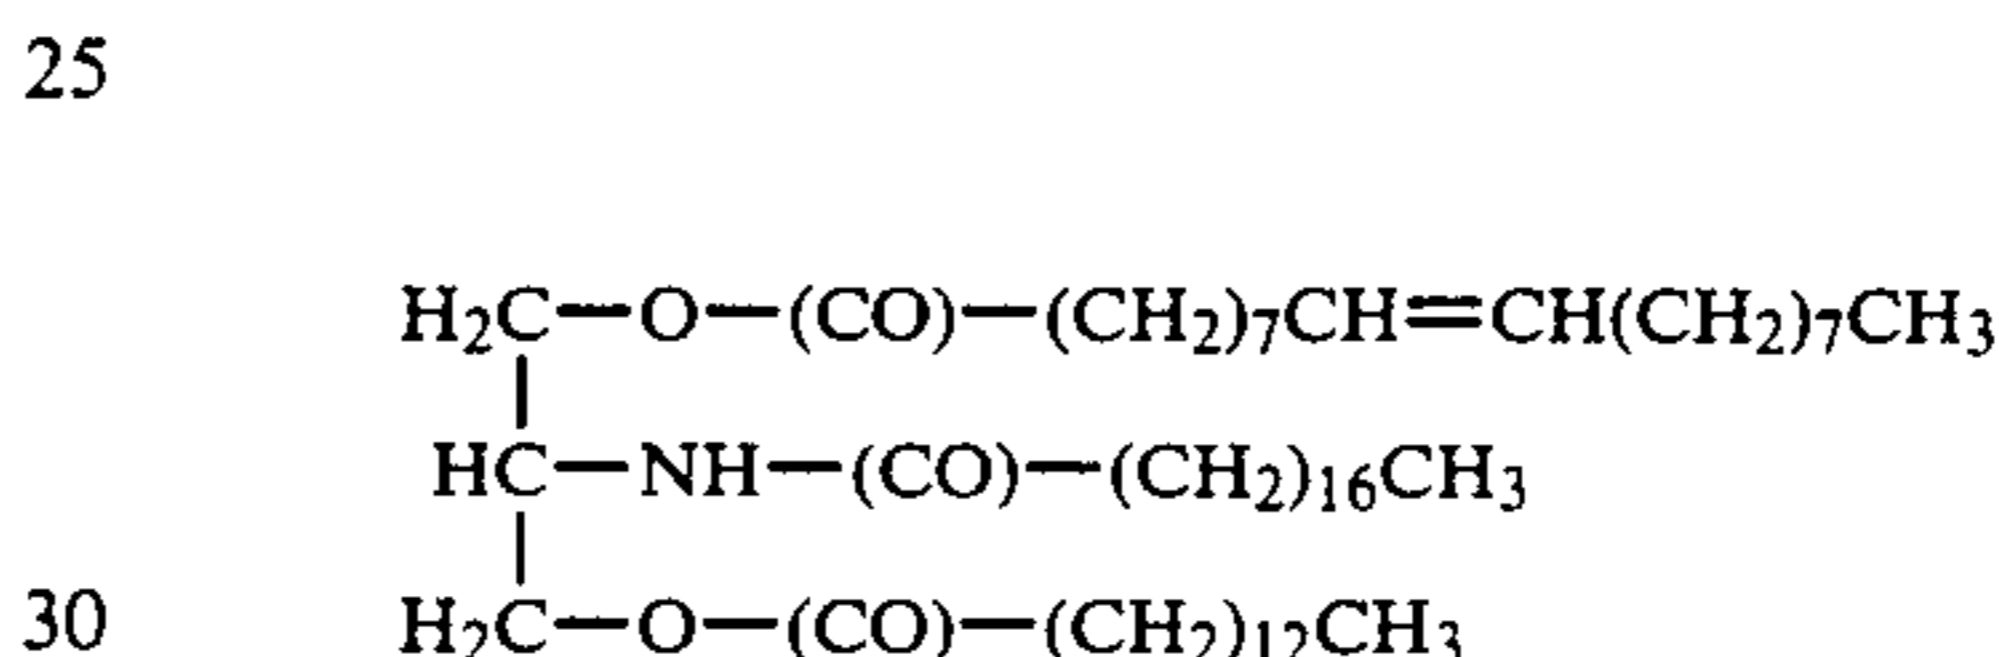 25
H₂C—O—(CO)—(CH₂)₇CH=CH(CH₂)₇CH₃
HC—NH—(CO)—(CH₂)₁₆CH₃
30 H₂C—O—(CO)—(CH₂)₁₂CH₃